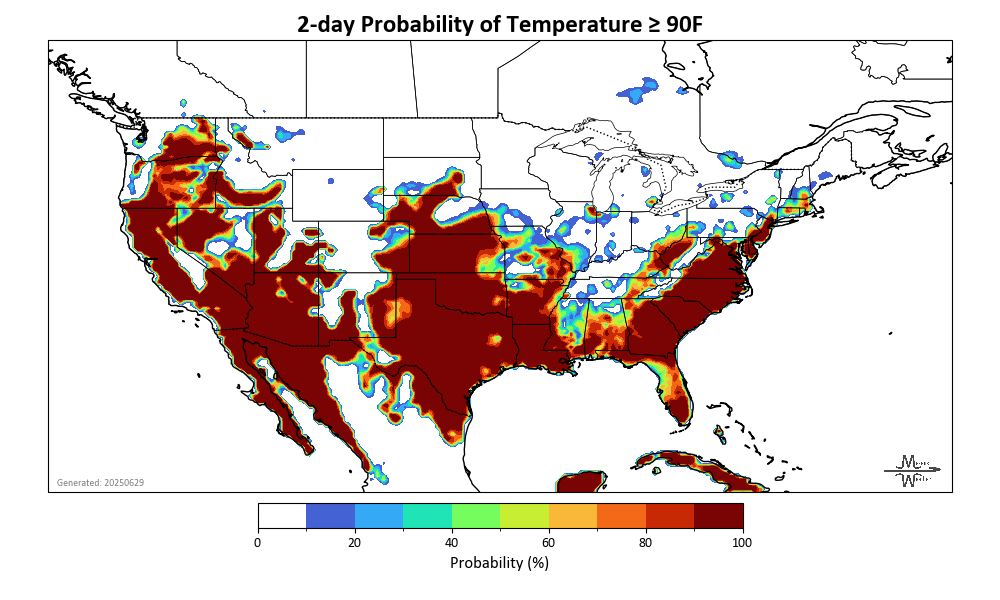 2-day Probability of Temperature ≥ 90F
Generated: 20250629
0 20 40 60 80 100
Probability (%)